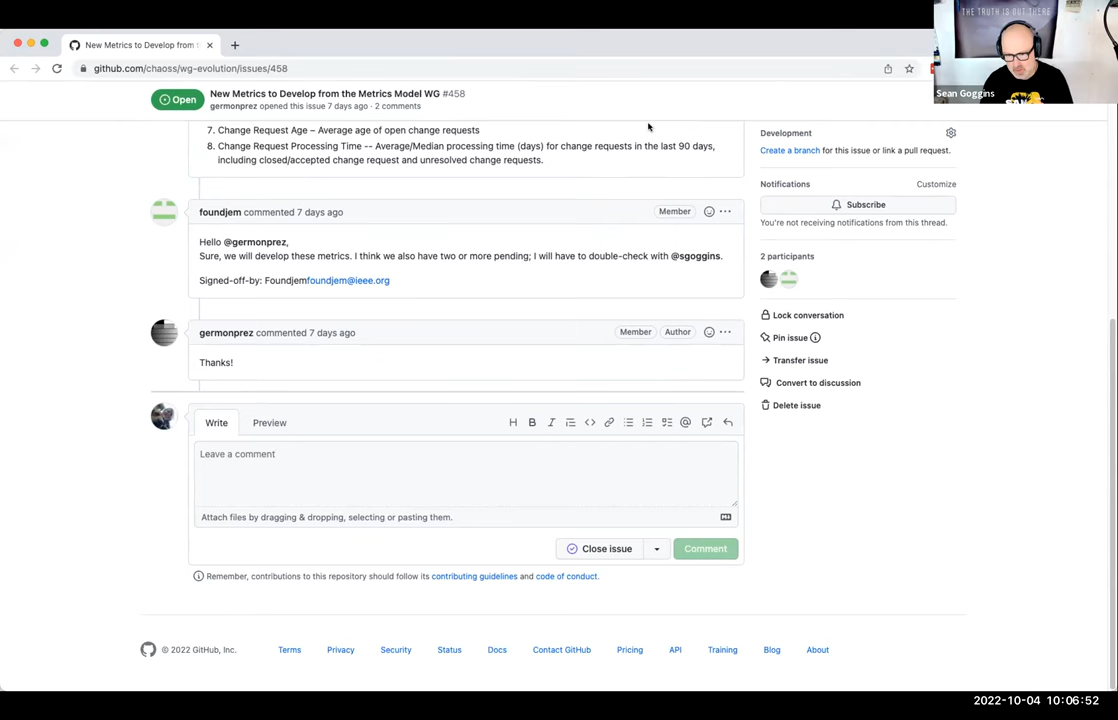 THE TRUTH IS OUT THERE
Sean Goggins
New Metrics to Develop from t
github.com/chaoss/wg-evolution/issues/458
Open
New Metrics to Develop from the Metrics Model WG #458
germonprez opened this issue 7 days ago · 2 comments
7. Change Request Age – Average age of open change requests
8. Change Request Processing Time -- Average/Median processing time (days) for change requests in the last 90 days,
including closed/accepted change request and unresolved change requests.
foundjem commented 7 days ago
Member
Hello @germonprez,
Sure, we will develop these metrics. I think we also have two or more pending; I will have to double-check with @sgoggins.
Signed-off-by: Foundjemfoundjem@ieee.org
germonprez commented 7 days ago
Member
Author
Thanks!
Write
Preview
Leave a comment
Attach files by dragging & dropping, selecting or pasting them.
Close issue
Comment
Remember, contributions to this repository should follow its contributing guidelines and code of conduct.
Development
Create a branch for this issue or link a pull request.
Notifications
Customize
Subscribe
You're not receiving notifications from this thread.
2 participants
Lock conversation
Pin issue
Transfer issue
Convert to discussion
Delete issue
© 2022 GitHub, Inc.
Terms
Privacy
Security
Status
Docs
Contact GitHub
Pricing
API
Training
Blog
About
2022-10-04 10:06:52